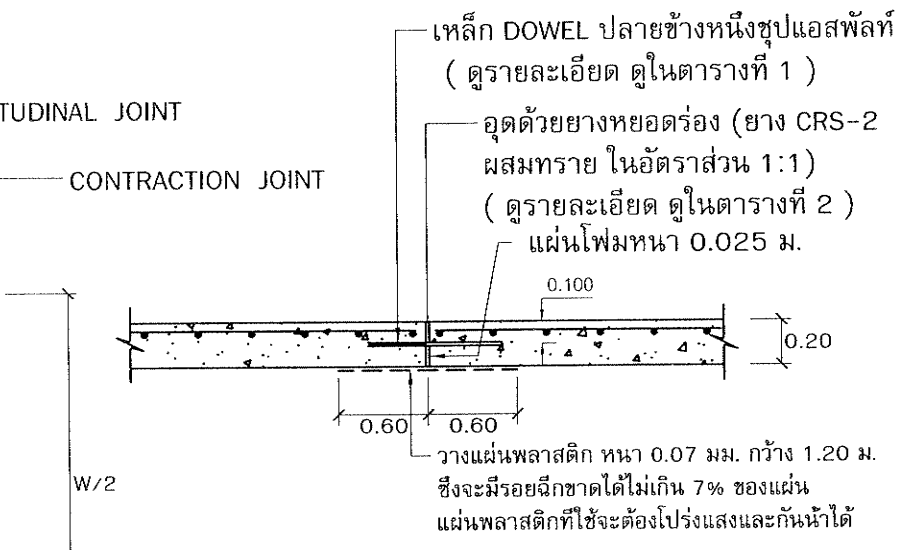 เหล็ก DOWEL ปลายข้างหนึ่งชุปแอสพัลท์
( ดูรายละเอียด ดูในตารางที่ 1 )
TUDINAL JOINT
อุดด้วยยางหยอดร่อง (ยาง CRS-2
ผสมทราย ในอัตราส่วน 1:1)
CONTRACTION JOINT
( ดูรายละเอียด ดูในตารางที่ 2 )
แผ่นโฟมหนา 0.025 ม.
0.100
0.20
0.60 0.60
วางแผ่นพลาสติก หนา 0.07 มม. กว้าง 1.20 ม.
ซึ่งจะมีรอยฉีกขาดได้ไม่เกิน 7% ของแผ่น
แผ่นพลาสติกที่ใช้จะต้องโปร่งแสงและกันน้ำได้
W/2